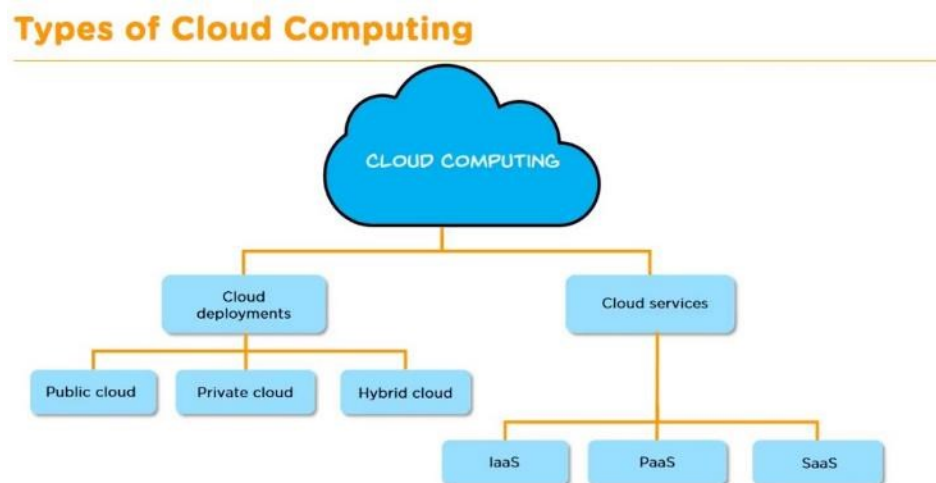 Types of Cloud Computing
CLOUD COMPUTING
Cloud
deployments
Cloud services
Public cloud
Private cloud
Hybrid cloud
IaaS
PaaS
SaaS